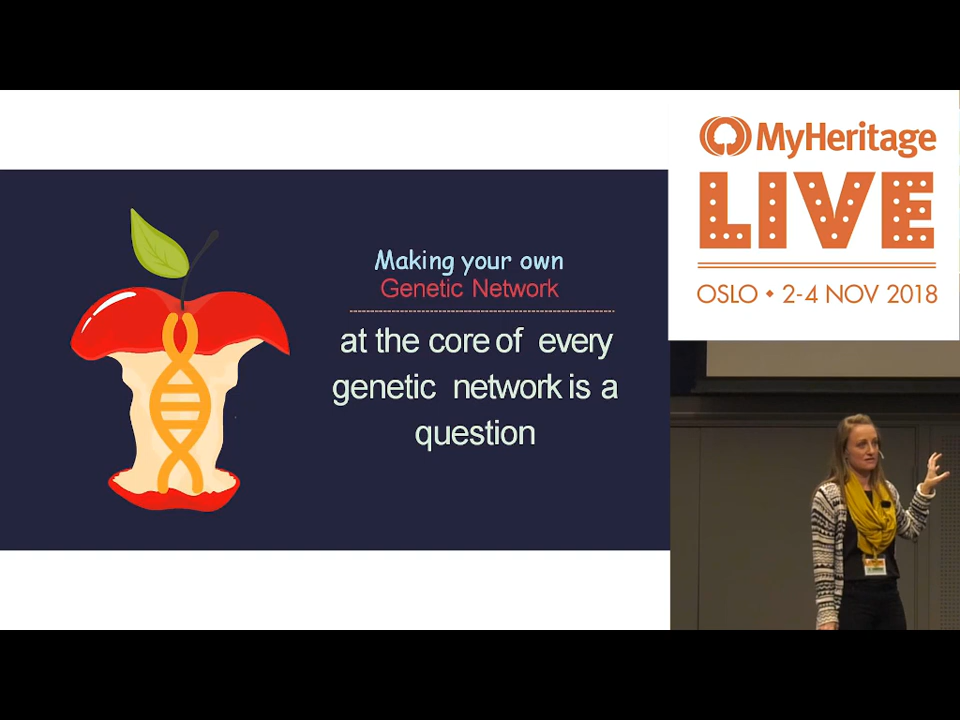 Making your own
Genetic Network
at the core of every
genetic network is a
question
MyHeritage
LIVE
OSLO • 2-4 NOV 2018